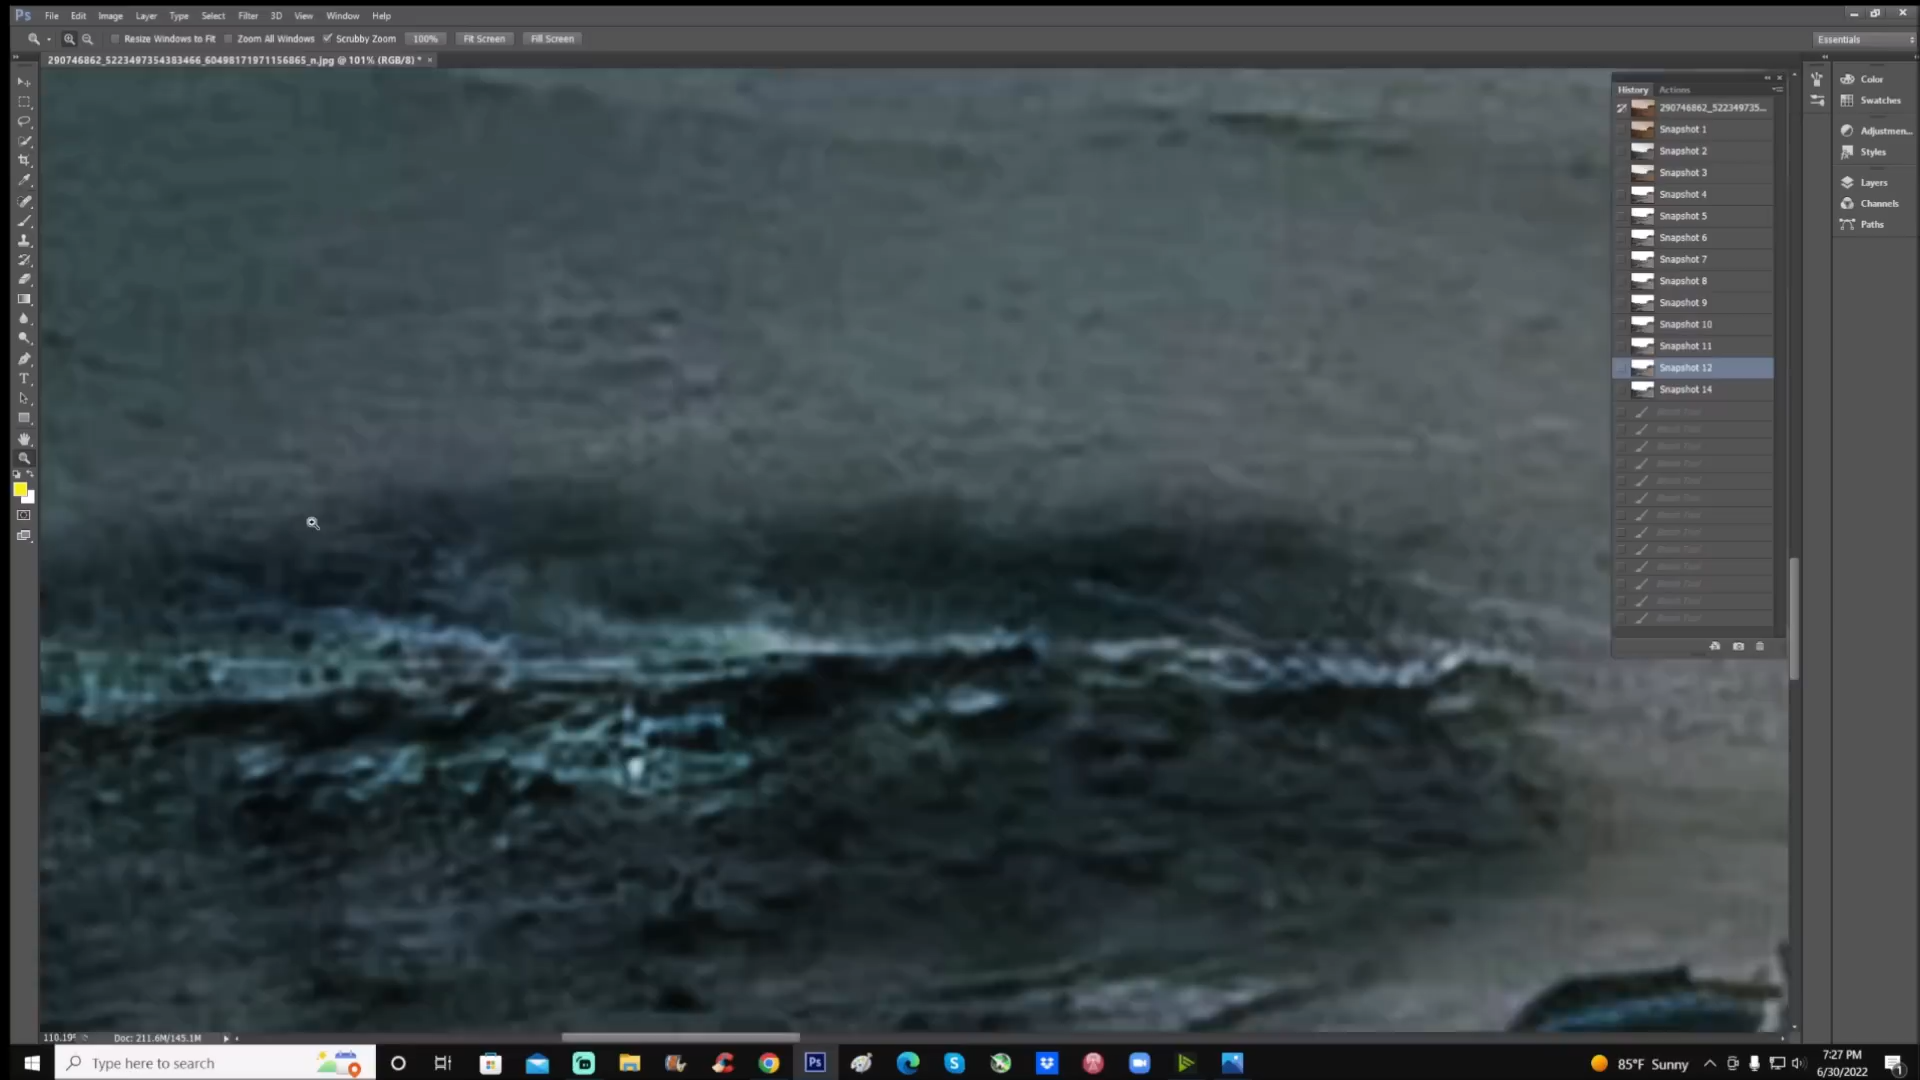 Ps File Edit Image Layer Type Select Filter 3D View Window Help
Resize Windows to Fit Zoom All Windows Scrubby Zoom 100% Fit Screen Fill Screen Essentials
290746862_5223497354383466_60498171971156865_n.jpg @ 101% (RGB/8) *
History Actions
290746862_522349735...
Snapshot 1
Snapshot 2
Snapshot 3
Snapshot 4
Snapshot 5
Snapshot 6
Snapshot 7
Snapshot 8
Snapshot 9
Snapshot 10
Snapshot 11
Snapshot 12
Snapshot 14
Color
Swatches
Adjustmen...
Styles
Layers
Channels
Paths
Doc: 211.6M/145.1M
Type here to search
Ps
85°F Sunny
7:27 PM
6/30/2022
1